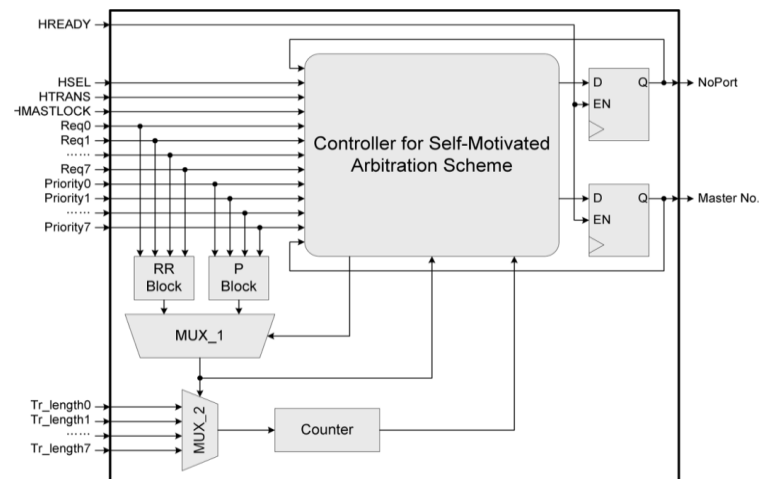 HREADY
HSEL
HTRANS
HMASTLOCK
Req0
Req1
......
Req7
Priority0
Priority1
......
Priority7
Controller for Self-Motivated
Arbitration Scheme
D Q
EN
NoPort
D Q
EN
Master No.
RR
Block
P
Block
MUX_1
Tr_length0
Tr_length1
......
Tr_length7
MUX_2
Counter